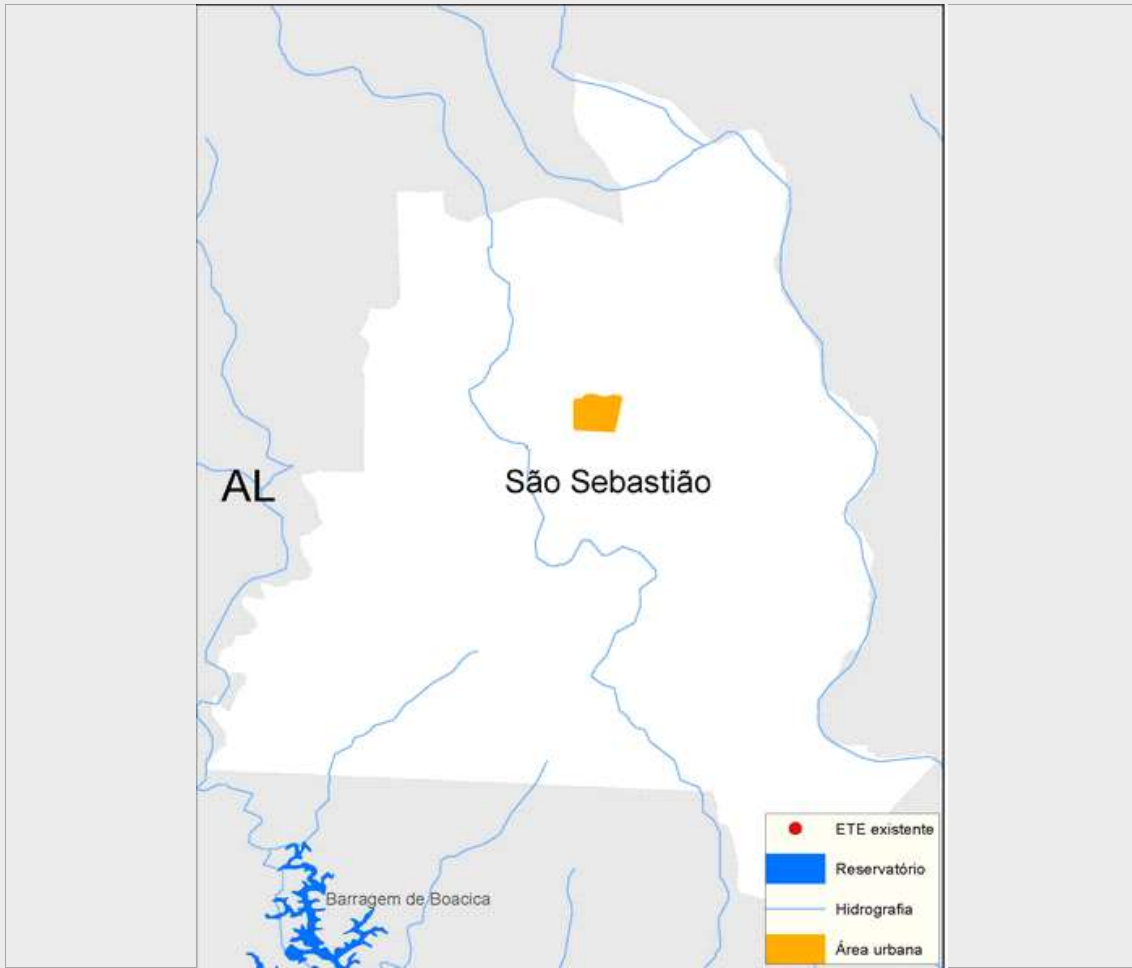 AL
São Sebastião
Barragem de Boacica
ETE existente
Reservatório
Hidrografia
Área urbana